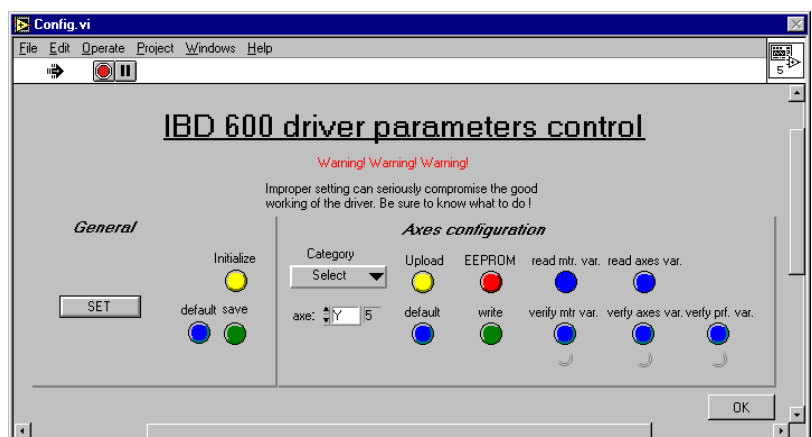 Config.vi
File Edit Operate Project Windows Help
5
IBD 600 driver parameters control
Warning! Warning! Warning!
Improper setting can seriously compromise the good
working of the driver. Be sure to know what to do !
General
Axes configuration
Initialize
Category
Upload EEPROM read mtr. var. read axes var.
Select
SET
default save
axe: Y 5
default write verify mtr var. verfy axes var. verfy prf. var.
OK